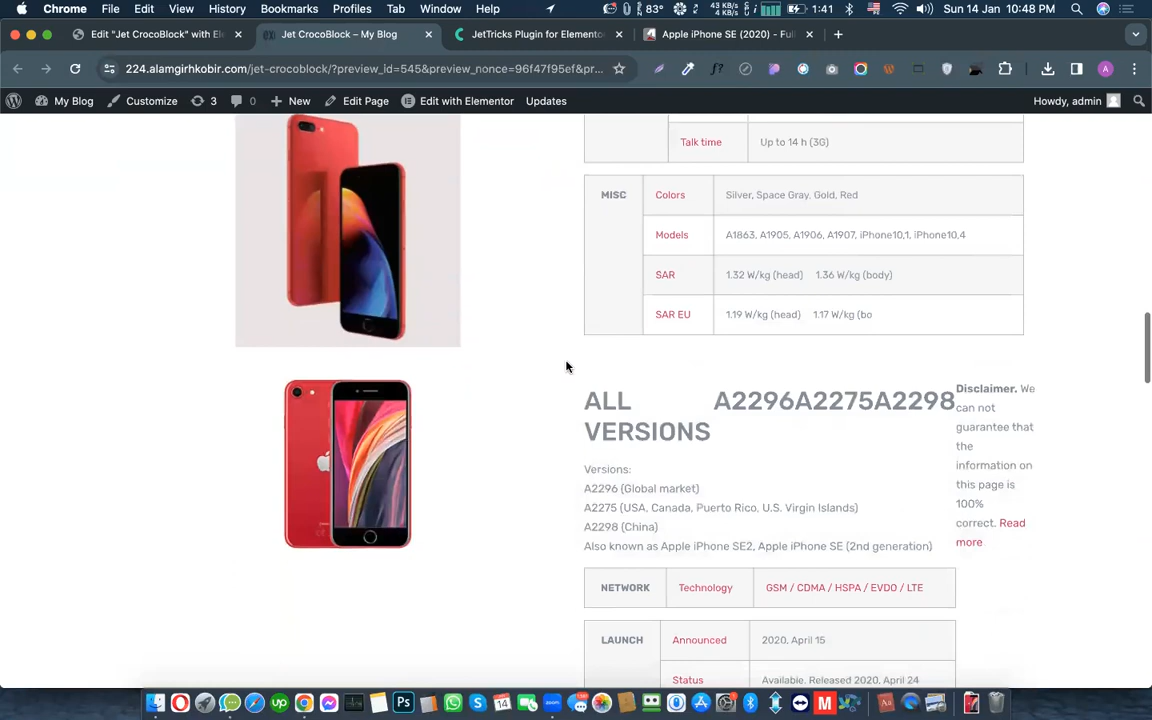 Chrome File Edit View History Bookmarks Profiles Tab Window Help 83° 43 KB/s 4 KB/s 1:41 Sun 14 Jan 10:48 PM
Edit "Jet CrocoBlock" with El Jet CrocoBlock – My Blog JetTricks Plugin for Elemento Apple iPhone SE (2020) - Full
224.alamgirhkobir.com/jet-crocoblock/?preview_id=545&preview_nonce=96f47f95ef&pr...
My Blog Customize 3 0 New Edit Page Edit with Elementor Updates Howdy, admin
Talk time Up to 14 h (3G)
MISC Colors Silver, Space Gray, Gold, Red
Models A1863, A1905, A1906, A1907, iPhone10,1, iPhone10,4
SAR 1.32 W/kg (head) 1.36 W/kg (body)
SAR EU 1.19 W/kg (head) 1.17 W/kg (bo
ALL VERSIONS
A2296A2275A2298
Disclaimer. We
can not
guarantee that
the
information on
this page is
100%
correct. Read
more
Versions:
A2296 (Global market)
A2275 (USA, Canada, Puerto Rico, U.S. Virgin Islands)
A2298 (China)
Also known as Apple iPhone SE2, Apple iPhone SE (2nd generation)
NETWORK Technology GSM / CDMA / HSPA / EVDO / LTE
LAUNCH Announced 2020, April 15
Status Available. Released 2020, April 24